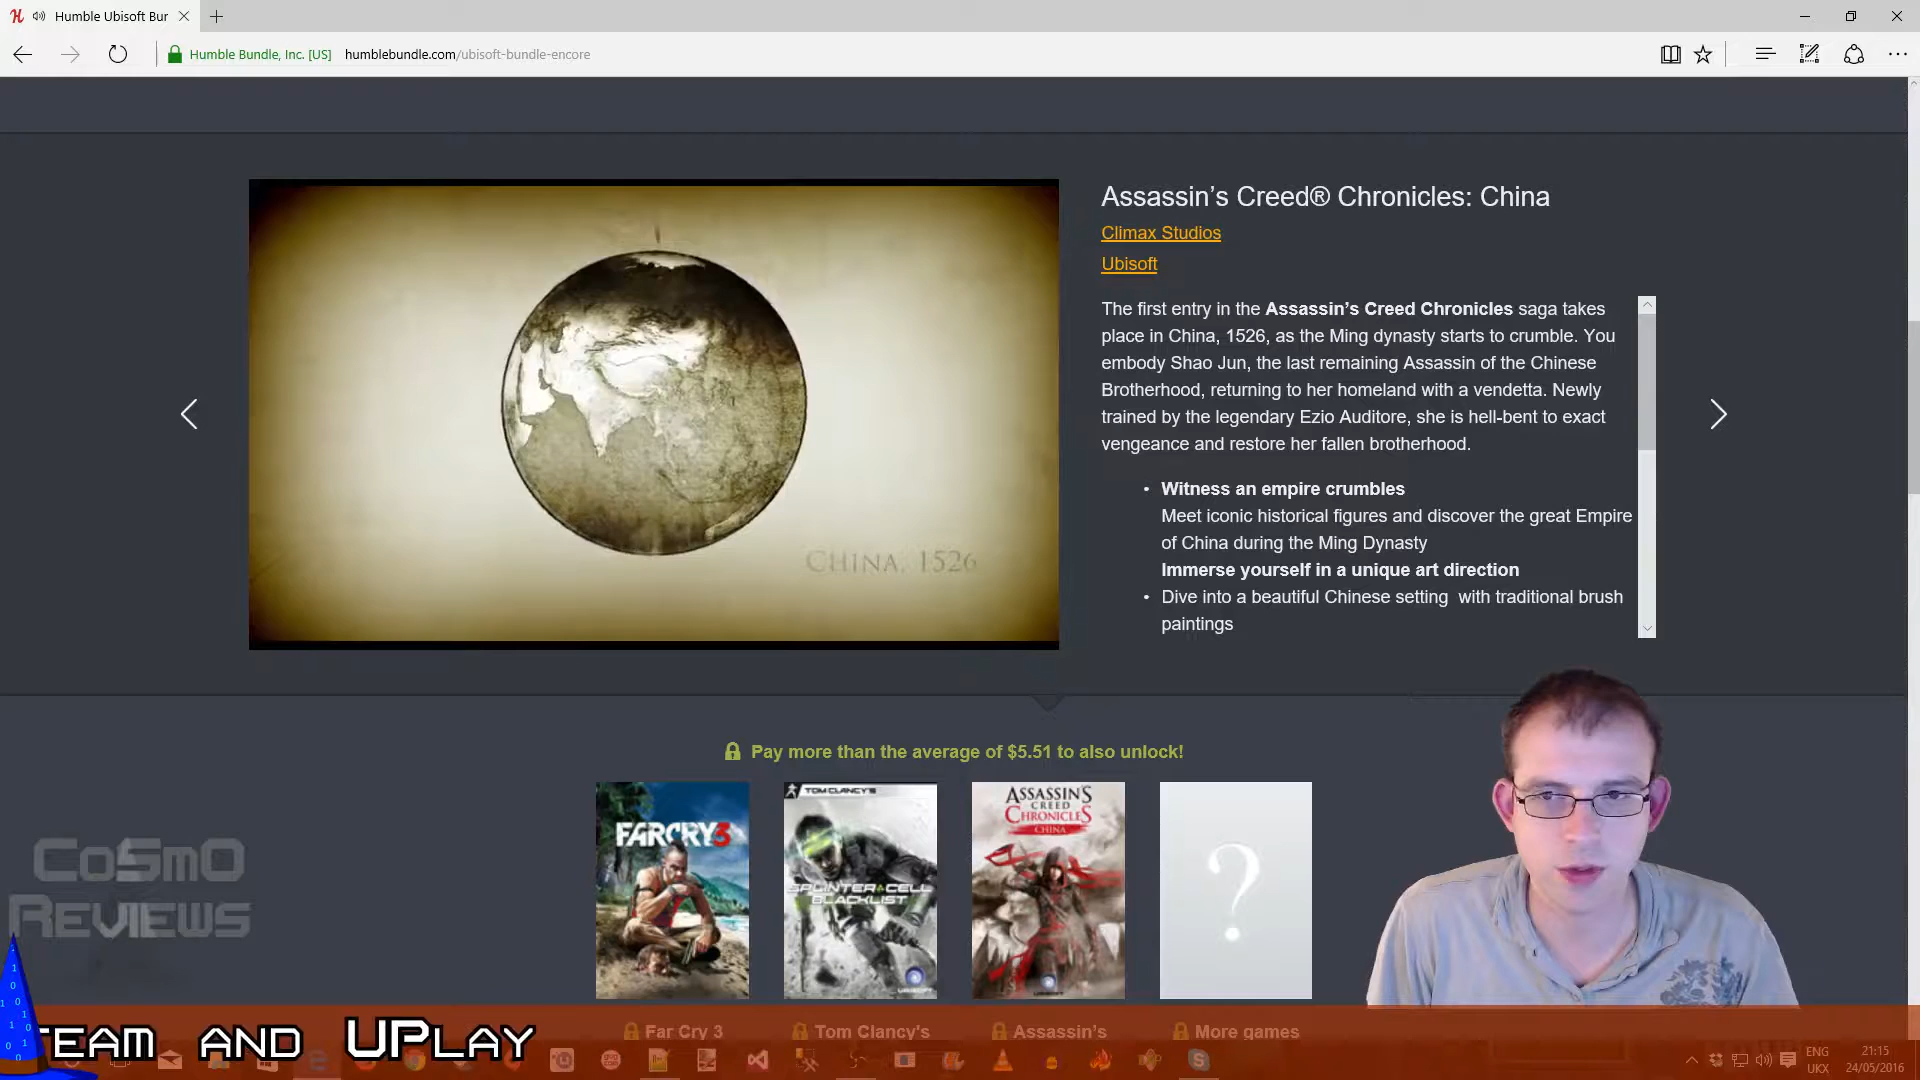 Humble Ubisoft Bur
Humble Bundle, Inc. [US]
humblebundle.com/ubisoft-bundle-encore
CHINA, 1526
Assassin's Creed® Chronicles: China
Climax Studios
Ubisoft
The first entry in the Assassin's Creed Chronicles saga takes
place in China, 1526, as the Ming dynasty starts to crumble. You
embody Shao Jun, the last remaining Assassin of the Chinese
Brotherhood, returning to her homeland with a vendetta. Newly
trained by the legendary Ezio Auditore, she is hell-bent to exact
vengeance and restore her fallen brotherhood.
• Witness an empire crumbles
Meet iconic historical figures and discover the great Empire
of China during the Ming Dynasty
Immerse yourself in a unique art direction
• Dive into a beautiful Chinese setting with traditional brush
paintings
Pay more than the average of $5.51 to also unlock!
FARCRY3
TOM CLANCY'S
SPLINTER CELL
BLACKLIST
UBISOFT
ASSASSIN'S
CREED
CHRONICLES
CHINA
?
CoSmO
Reviews
Far Cry 3
Tom Clancy's
Assassin's
More games
team and UPlay
ENG
UKX
21:15
24/05/2016